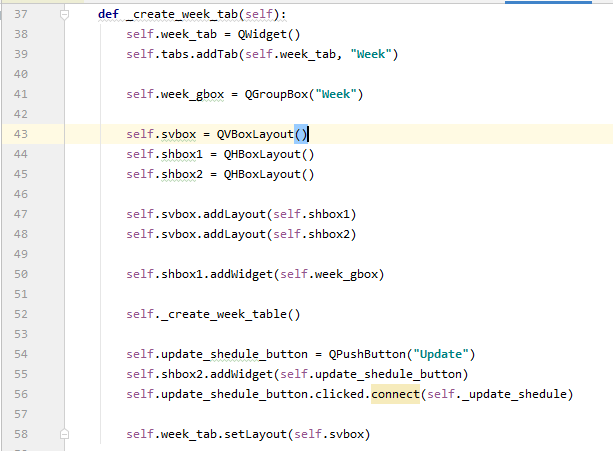 37 def _create_week_tab(self):
38 self.week_tab = QWidget()
39 self.tabs.addTab(self.week_tab, "Week")
40
41 self.week_gbox = QGroupBox("Week")
42
43 self.svbox = QVBoxLayout()
44 self.shbox1 = QHBoxLayout()
45 self.shbox2 = QHBoxLayout()
46
47 self.svbox.addLayout(self.shbox1)
48 self.svbox.addLayout(self.shbox2)
49
50 self.shbox1.addWidget(self.week_gbox)
51
52 self._create_week_table()
53
54 self.update_shedule_button = QPushButton("Update")
55 self.shbox2.addWidget(self.update_shedule_button)
56 self.update_shedule_button.clicked.connect(self._update_shedule)
57
58 self.week_tab.setLayout(self.svbox)